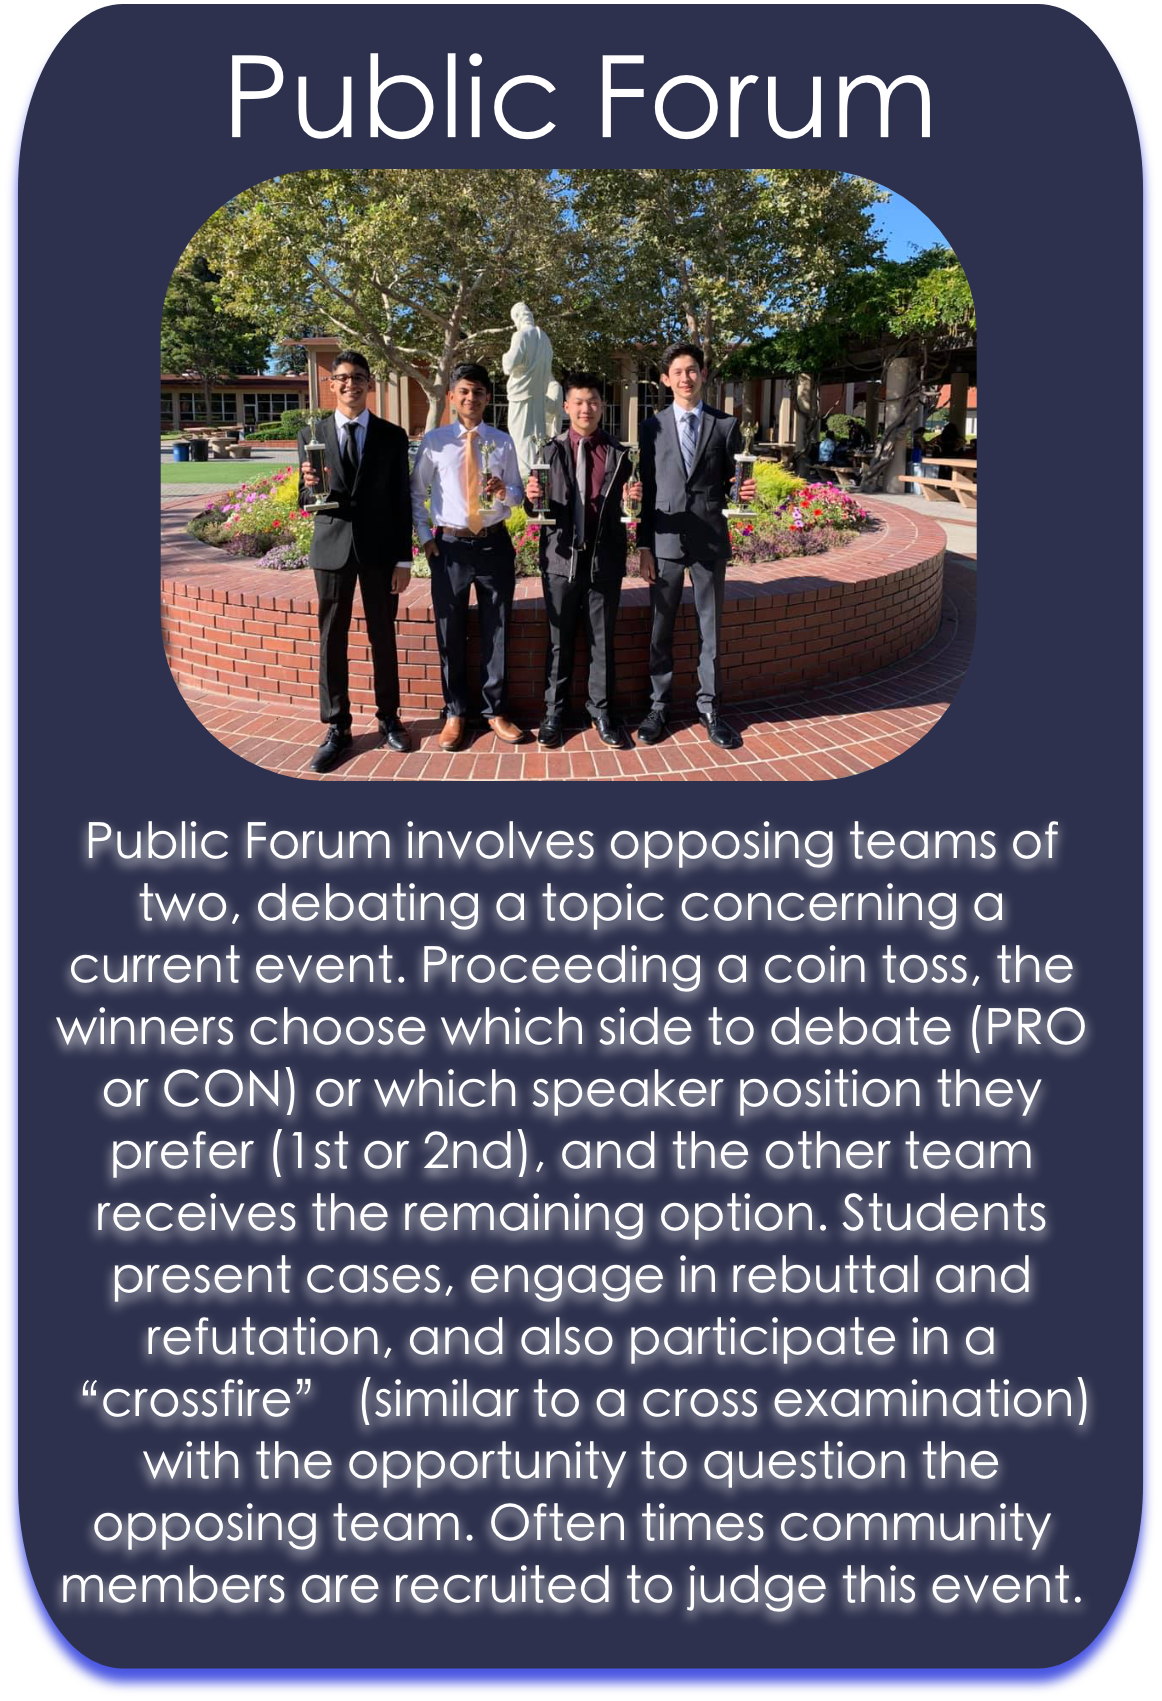 Public Forum
Public Forum involves opposing teams of
two, debating a topic concerning a
current event. Proceeding a coin toss, the
winners choose which side to debate (PRO
or CON) or which speaker position they
prefer (1st or 2nd), and the other team
receives the remaining option. Students
present cases, engage in rebuttal and
refutation, and also participate in a
“crossfire” (similar to a cross examination)
with the opportunity to question the
opposing team. Often times community
members are recruited to judge this event.